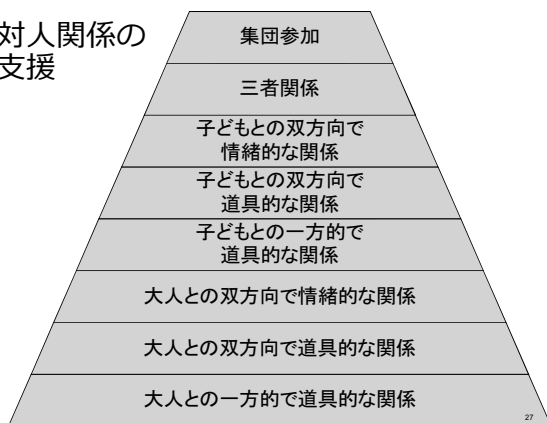 対人関係の
支援
集団参加
三者関係
子どもとの双方向で
情緒的な関係
子どもとの双方向で
道具的な関係
子どもとの一方的で
道具的な関係
大人との双方向で情緒的な関係
大人との双方向で道具的な関係
大人との一方的で道具的な関係
27